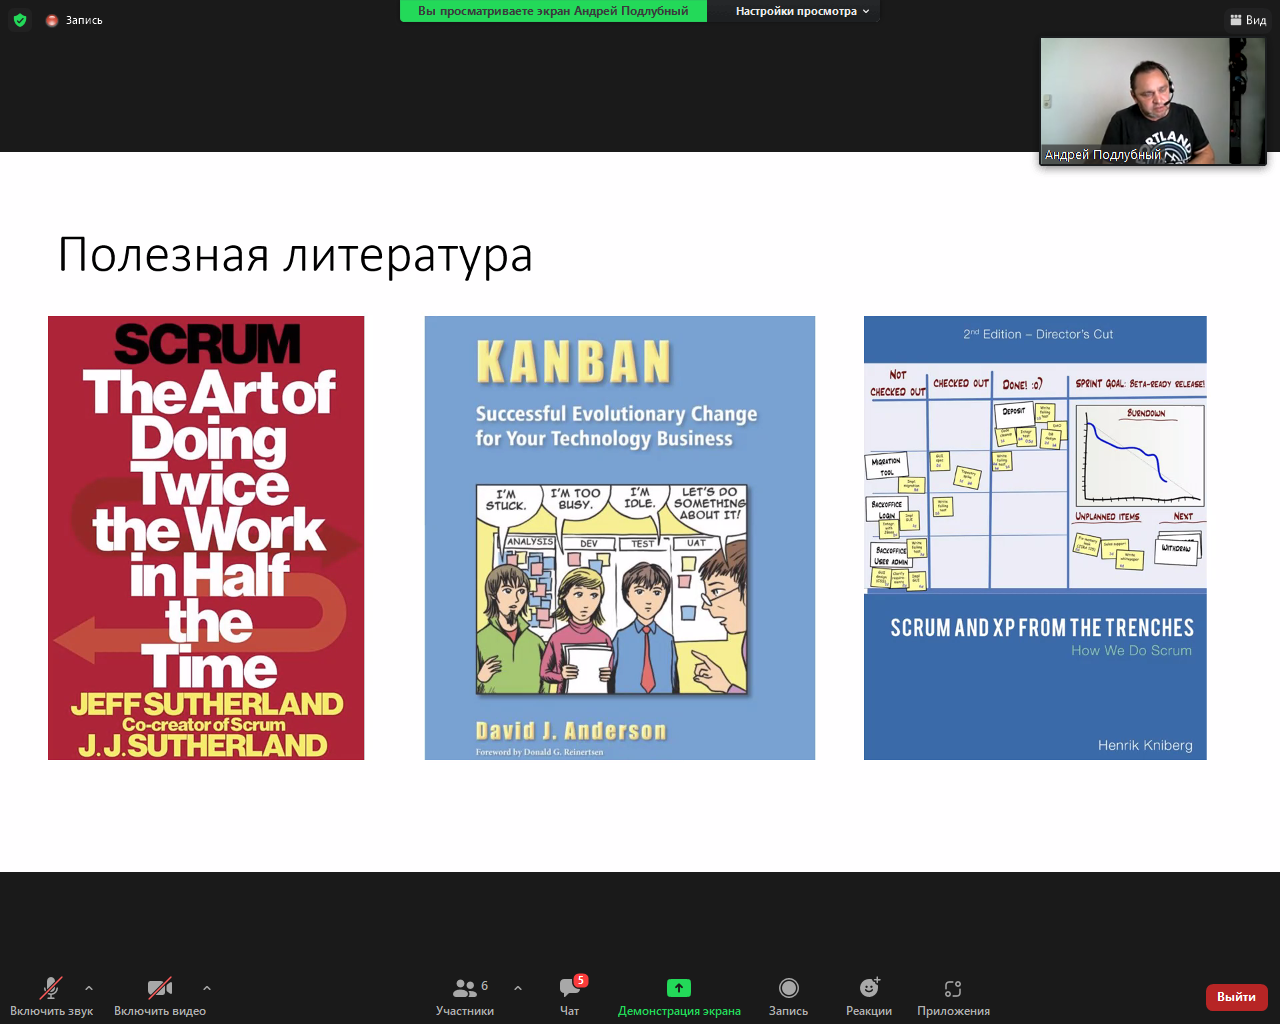 Запись
Вы просматриваете экран Андрей Подлубный
Настройки просмотра
Вид
Андрей Подлубный
Полезная литература
SCRUM
The Art of
Doing
Twice
the Work
in Half
the
Time
JEFF SUTHERLAND
Co-creator of Scrum
J.J. SUTHERLAND
KANBAN
Successful Evolutionary Change
for Your Technology Business
I'M STUCK.
I'M TOO BUSY.
I'M IDLE.
LET'S DO SOMETHING ABOUT IT!
ANALYSIS
DEV
TEST
UAT
David J. Anderson
Foreword by Donald G. Reinertsen
2nd Edition – Director's Cut
NOT CHECKED OUT
CHECKED OUT
DONE! :o)
SPRINT GOAL: BETA-READY RELEASE!
DEPOSIT
BURNDOWN
MIGRATION TOOL
BACKOFFICE LOGIN
BACKOFFICE USER ADMIN
UNPLANNED ITEMS
NEXT
WITHDRAW
SCRUM AND XP FROM THE TRENCHES
How We Do Scrum
Henrik Kniberg
Включить звук
Включить видео
6
Участники
5
Чат
Демонстрация экрана
Запись
Реакции
Приложения
Выйти